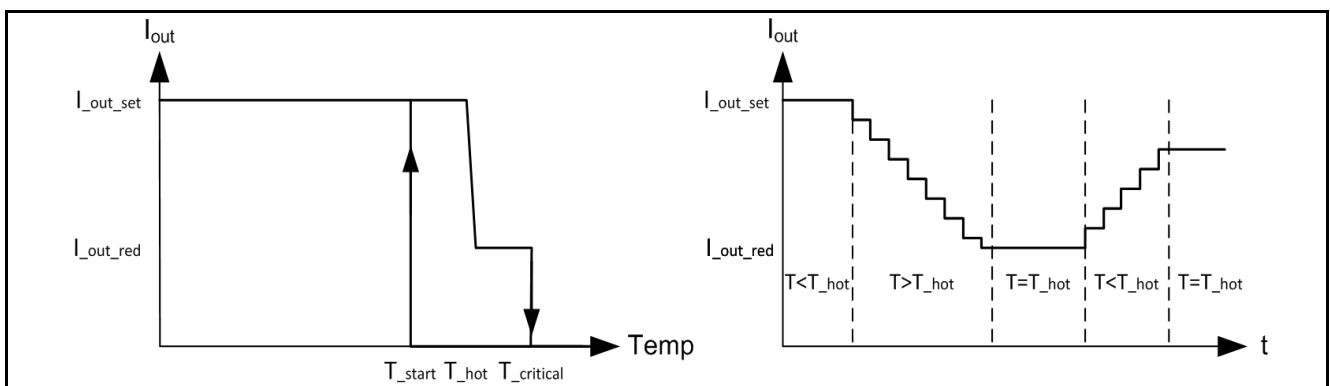 I_out
I_out_set
I_out_red
Temp
T_start T_hot T_critical
I_out
I_out_set
I_out_red
T<T_hot T>T_hot T=T_hot T<T_hot T=T_hot
t